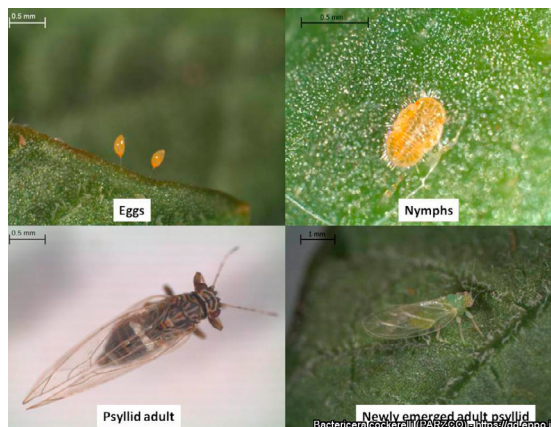 0.5 mm
0.5 mm
Eggs
Nymphs
0.5 mm
1 mm
Psyllid adult
Newly emerged adult psyllid
Bactericera cockerelli (PARZCO) - https://gd.eppo.i